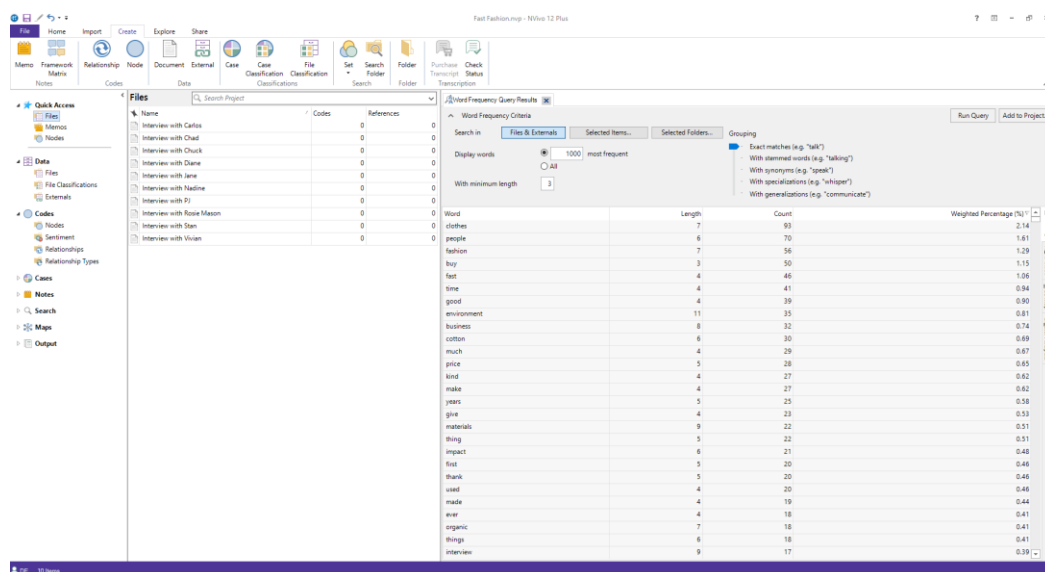 Fast Fashion.nvp - NVivo 12 Plus
File Home Import Create Explore Share
Memo Framework Matrix Relationship Node Document External Case Case Classification File Classification Set Search Folder Folder Purchase Transcript Check Status
Notes Codes Data Classifications Search Folder Transcription
Quick Access
Files
Memos
Nodes
Data
Files
File Classifications
Externals
Codes
Nodes
Sentiment
Relationships
Relationship Types
Cases
Notes
Search
Maps
Output
Files Search Project
Name Codes References
Interview with Carlos 0 0
Interview with Chad 0 0
Interview with Chuck 0 0
Interview with Diane 0 0
Interview with Jane 0 0
Interview with Nadine 0 0
Interview with PJ 0 0
Interview with Rosie Mason 0 0
Interview with Stan 0 0
Interview with Vivian 0 0
Word Frequency Query Results
Word Frequency Criteria Run Query Add to Project
Search in Files & Externals Selected Items... Selected Folders... Grouping
Display words 1000 most frequent
All
With minimum length 3
Exact matches (e.g. "talk")
With stemmed words (e.g. "talking")
With synonyms (e.g. "speak")
With specializations (e.g. "whisper")
With generalizations (e.g. "communicate")
Word Length Count Weighted Percentage (%)
clothes 7 93 2.14
people 6 70 1.61
fashion 7 56 1.29
buy 3 50 1.15
fast 4 46 1.06
time 4 41 0.94
good 4 39 0.90
environment 11 35 0.81
business 8 32 0.74
cotton 6 30 0.69
much 4 29 0.67
price 5 28 0.65
kind 4 27 0.62
make 4 27 0.62
years 5 25 0.58
give 4 23 0.53
materials 9 22 0.51
thing 5 22 0.51
impact 6 21 0.48
first 5 20 0.46
thank 5 20 0.46
used 4 20 0.46
made 4 19 0.44
ever 4 18 0.41
organic 7 18 0.41
things 6 18 0.41
interview 9 17 0.39
10 Items